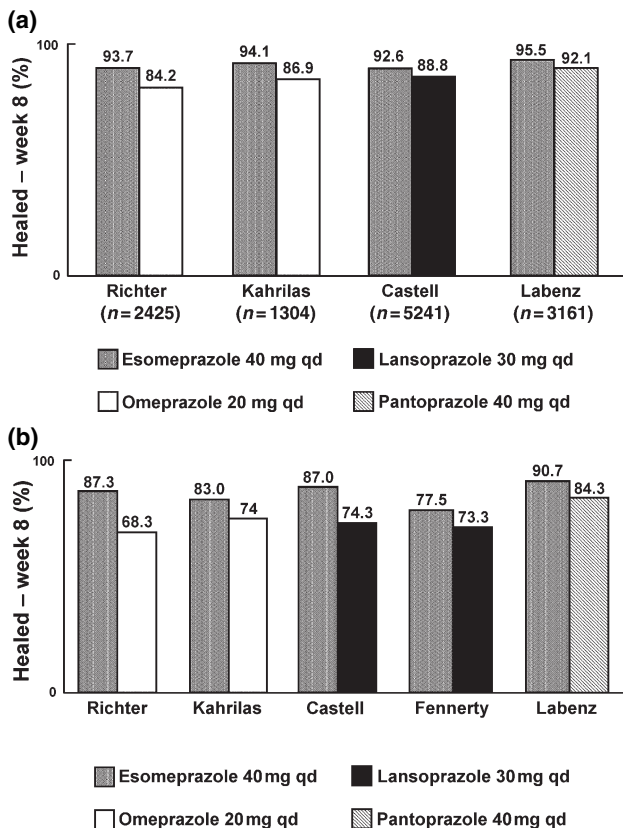 (a)
100
Healed – week 8 (%)
0
93.7 84.2 94.1 86.9 92.6 88.8 95.5 92.1
Richter Kahrilas Castell Labenz
(n=2425) (n=1304) (n=5241) (n=3161)
Esomeprazole 40 mg qd Lansoprazole 30 mg qd
Omeprazole 20 mg qd Pantoprazole 40 mg qd
(b)
100
Healed – week 8 (%)
0
87.3 68.3 83.0 74 87.0 74.3 77.5 73.3 90.7 84.3
Richter Kahrilas Castell Fennerty Labenz
Esomeprazole 40 mg qd Lansoprazole 30 mg qd
Omeprazole 20 mg qd Pantoprazole 40 mg qd